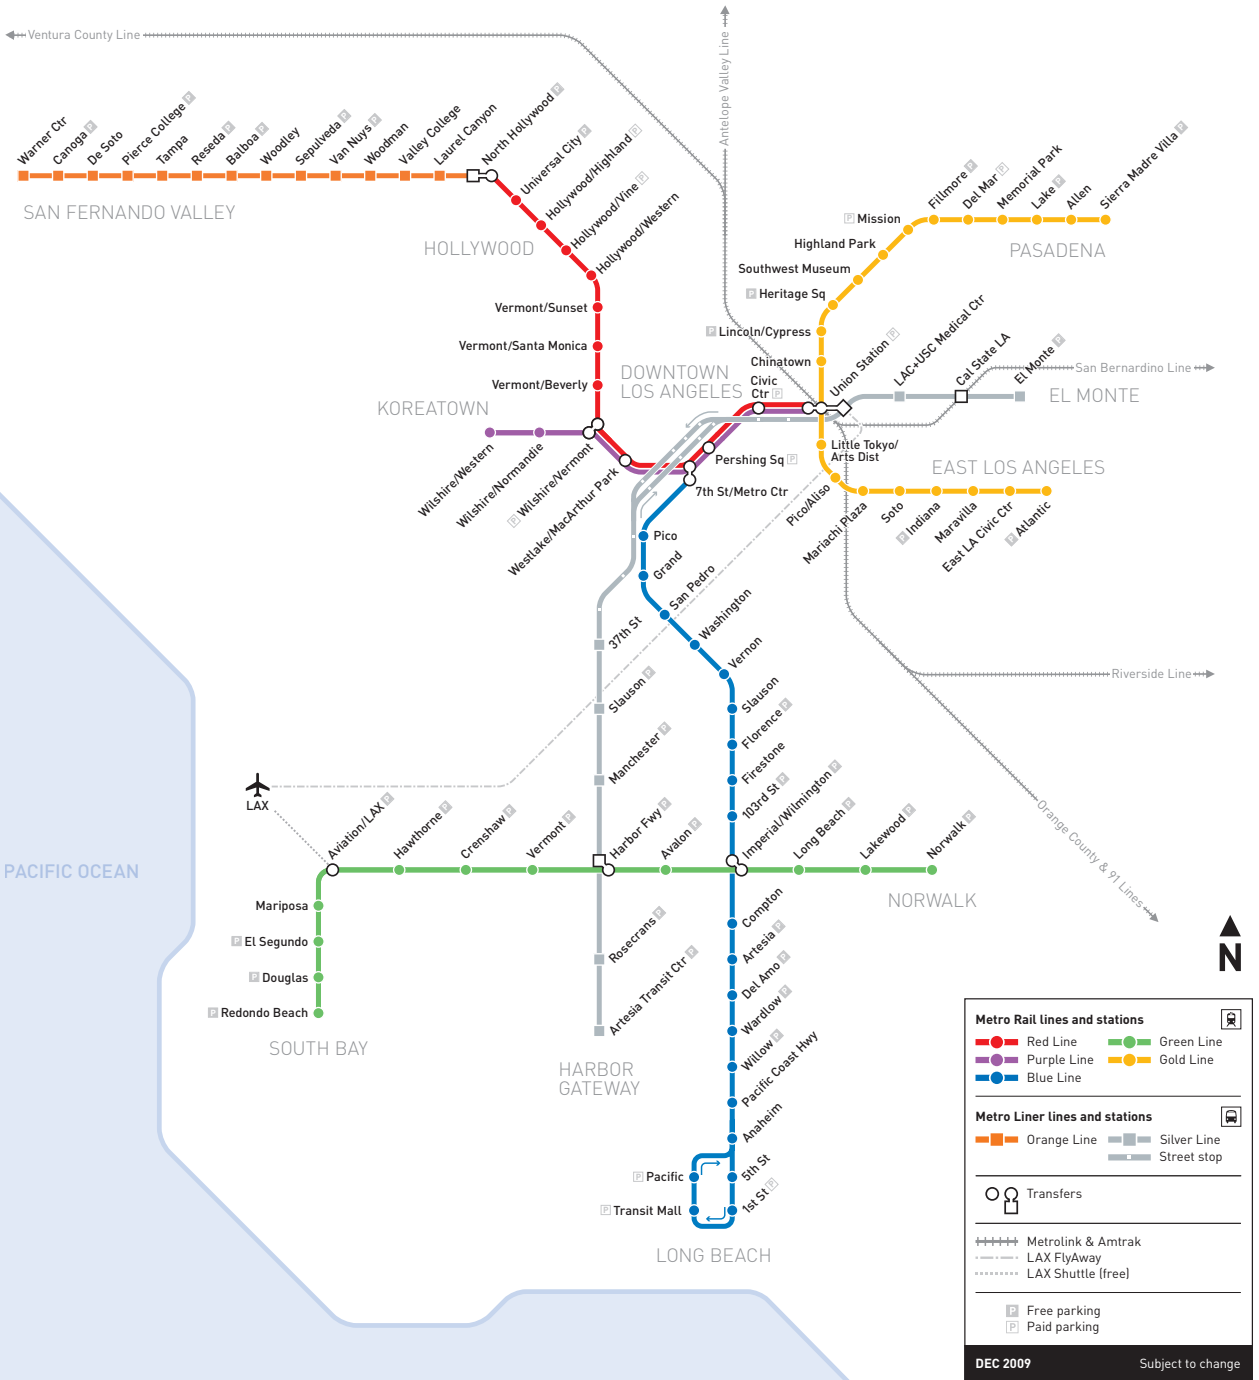 Ventura County Line
Antelope Valley Line
Warner Ctr
Canoga P
De Soto
Pierce College P
Tampa
Reseda P
Balboa P
Woodley
Sepulveda P
Van Nuys P
Woodman
Valley College
Laurel Canyon
North Hollywood P
Universal City P
Hollywood/Highland P
Hollywood/Vine P
Hollywood/Western
SAN FERNANDO VALLEY
HOLLYWOOD
Vermont/Sunset
Vermont/Santa Monica
Vermont/Beverly
KOREATOWN
DOWNTOWN
LOS ANGELES
P Mission
Highland Park
Southwest Museum
P Heritage Sq
P Lincoln/Cypress
Chinatown
Fillmore P
Del Mar P
Memorial Park
Lake P
Allen
Sierra Madre Villa P
PASADENA
Civic
Ctr P
Union Station P
LAC+USC Medical Ctr
Cal State LA
El Monte P
San Bernardino Line
EL MONTE
Wilshire/Western
Wilshire/Normandie
P Wilshire/Vermont
Westlake/MacArthur Park
Pershing Sq P
7th St/Metro Ctr
Little Tokyo/
Arts Dist
EAST LOS ANGELES
Pico/Aliso
Mariachi Plaza
Soto
P Indiana
Maravilla
East LA Civic Ctr
P Atlantic
Pico
Grand
San Pedro
Washington
Vernon
Slauson
Florence P
Firestone
103rd St P
Imperial/Wilmington P
37th St
Slauson P
Manchester P
Harbor Fwy P
Riverside Line
Orange County & 91 Lines
LAX
Aviation/LAX P
Hawthorne P
Crenshaw P
Vermont P
Avalon P
Long Beach P
Lakewood P
Norwalk P
NORWALK
PACIFIC OCEAN
Mariposa
P El Segundo
P Douglas
P Redondo Beach
SOUTH BAY
Rosecrans P
Artesia Transit Ctr P
HARBOR
GATEWAY
Compton
Artesia P
Del Amo P
Wardlow P
Willow P
Pacific Coast Hwy
Anaheim
P Pacific
5th St
P Transit Mall
1st St P
LONG BEACH
N
Metro Rail lines and stations
Red Line
Green Line
Purple Line
Gold Line
Blue Line
Metro Liner lines and stations
Orange Line
Silver Line
Street stop
Transfers
Metrolink & Amtrak
LAX FlyAway
LAX Shuttle (free)
P Free parking
P Paid parking
DEC 2009
Subject to change